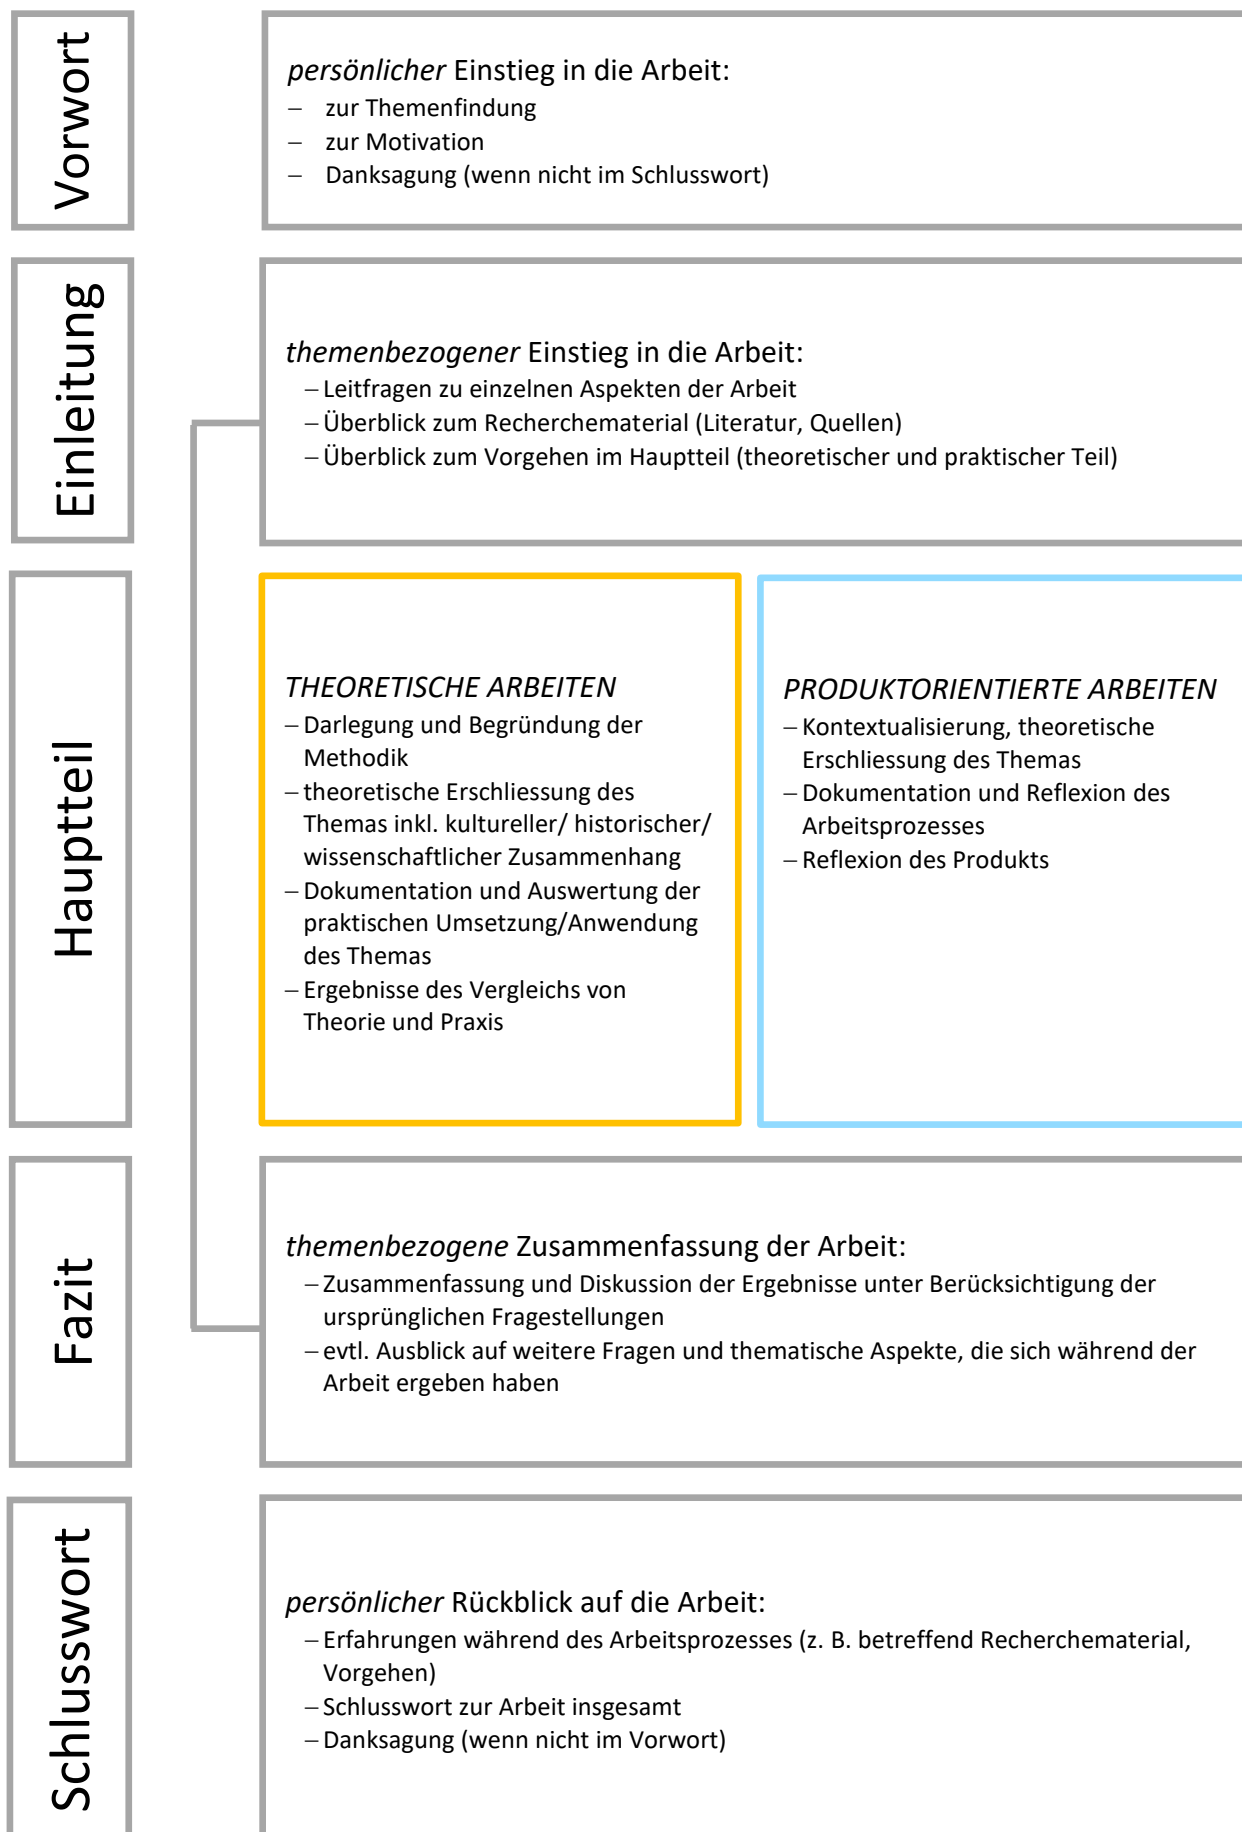 Vorwort
persönlicher Einstieg in die Arbeit:
– zur Themenfindung
– zur Motivation
– Danksagung (wenn nicht im Schlusswort)
Einleitung
themenbezogener Einstieg in die Arbeit:
– Leitfragen zu einzelnen Aspekten der Arbeit
– Überblick zum Recherchematerial (Literatur, Quellen)
– Überblick zum Vorgehen im Hauptteil (theoretischer und praktischer Teil)
Hauptteil
THEORETISCHE ARBEITEN
– Darlegung und Begründung der
Methodik
– theoretische Erschliessung des
Themas inkl. kultureller/ historischer/
wissenschaftlicher Zusammenhang
– Dokumentation und Auswertung der
praktischen Umsetzung/Anwendung
des Themas
– Ergebnisse des Vergleichs von
Theorie und Praxis
PRODUKTORIENTIERTE ARBEITEN
– Kontextualisierung, theoretische
Erschliessung des Themas
– Dokumentation und Reflexion des
Arbeitsprozesses
– Reflexion des Produkts
Fazit
themenbezogene Zusammenfassung der Arbeit:
– Zusammenfassung und Diskussion der Ergebnisse unter Berücksichtigung der
ursprünglichen Fragestellungen
– evtl. Ausblick auf weitere Fragen und thematische Aspekte, die sich während der
Arbeit ergeben haben
Schlusswort
persönlicher Rückblick auf die Arbeit:
– Erfahrungen während des Arbeitsprozesses (z. B. betreffend Recherchematerial,
Vorgehen)
– Schlusswort zur Arbeit insgesamt
– Danksagung (wenn nicht im Vorwort)